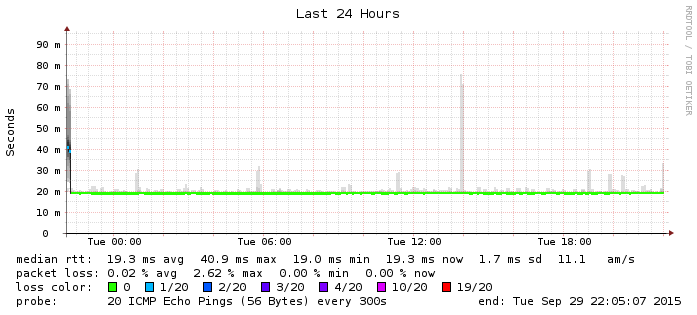 Last 24 Hours
RRDTOOL / TOBI OETIKER
Seconds
90 m
80 m
70 m
60 m
50 m
40 m
30 m
20 m
10 m
0
Tue 00:00 Tue 06:00 Tue 12:00 Tue 18:00
median rtt: 19.3 ms avg 40.9 ms max 19.0 ms min 19.3 ms now 1.7 ms sd 11.1 am/s
packet loss: 0.02 % avg 2.62 % max 0.00 % min 0.00 % now
loss color: 0 1/20 2/20 3/20 4/20 10/20 19/20
probe: 20 ICMP Echo Pings (56 Bytes) every 300s end: Tue Sep 29 22:05:07 2015